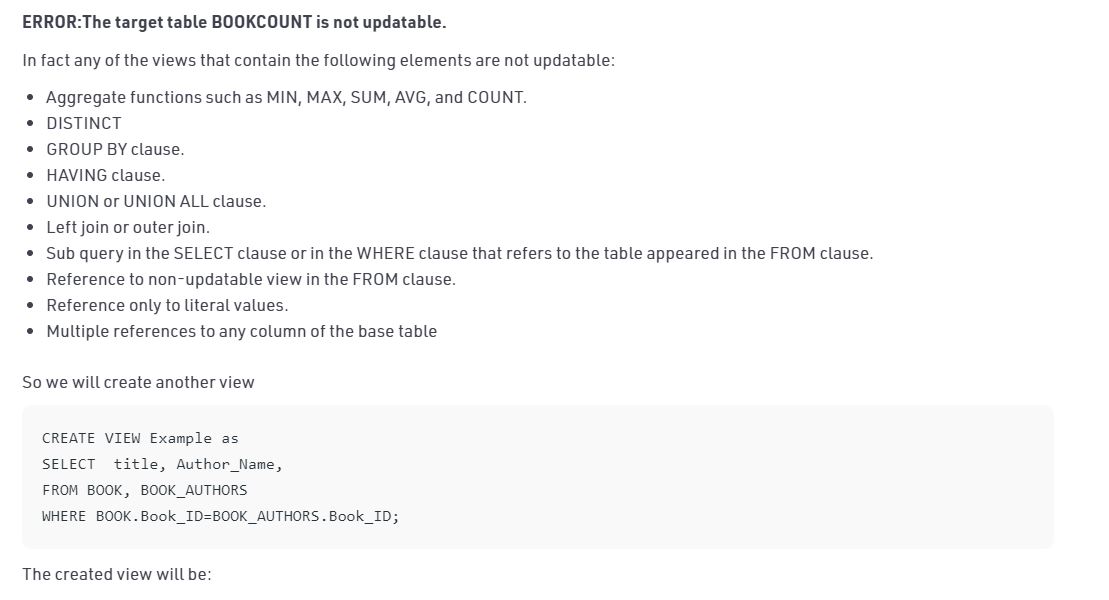 ERROR:The target table BOOKCOUNT is not updatable.
In fact any of the views that contain the following elements are not updatable:
• Aggregate functions such as MIN, MAX, SUM, AVG, and COUNT.
• DISTINCT
• GROUP BY clause.
• HAVING clause.
• UNION or UNION ALL clause.
• Left join or outer join.
• Sub query in the SELECT clause or in the WHERE clause that refers to the table appeared in the FROM clause.
• Reference to non-updatable view in the FROM clause.
• Reference only to literal values.
• Multiple references to any column of the base table
So we will create another view
CREATE VIEW Example as
SELECT  title, Author_Name,
FROM BOOK, BOOK_AUTHORS
WHERE BOOK.Book_ID=BOOK_AUTHORS.Book_ID;
The created view will be: